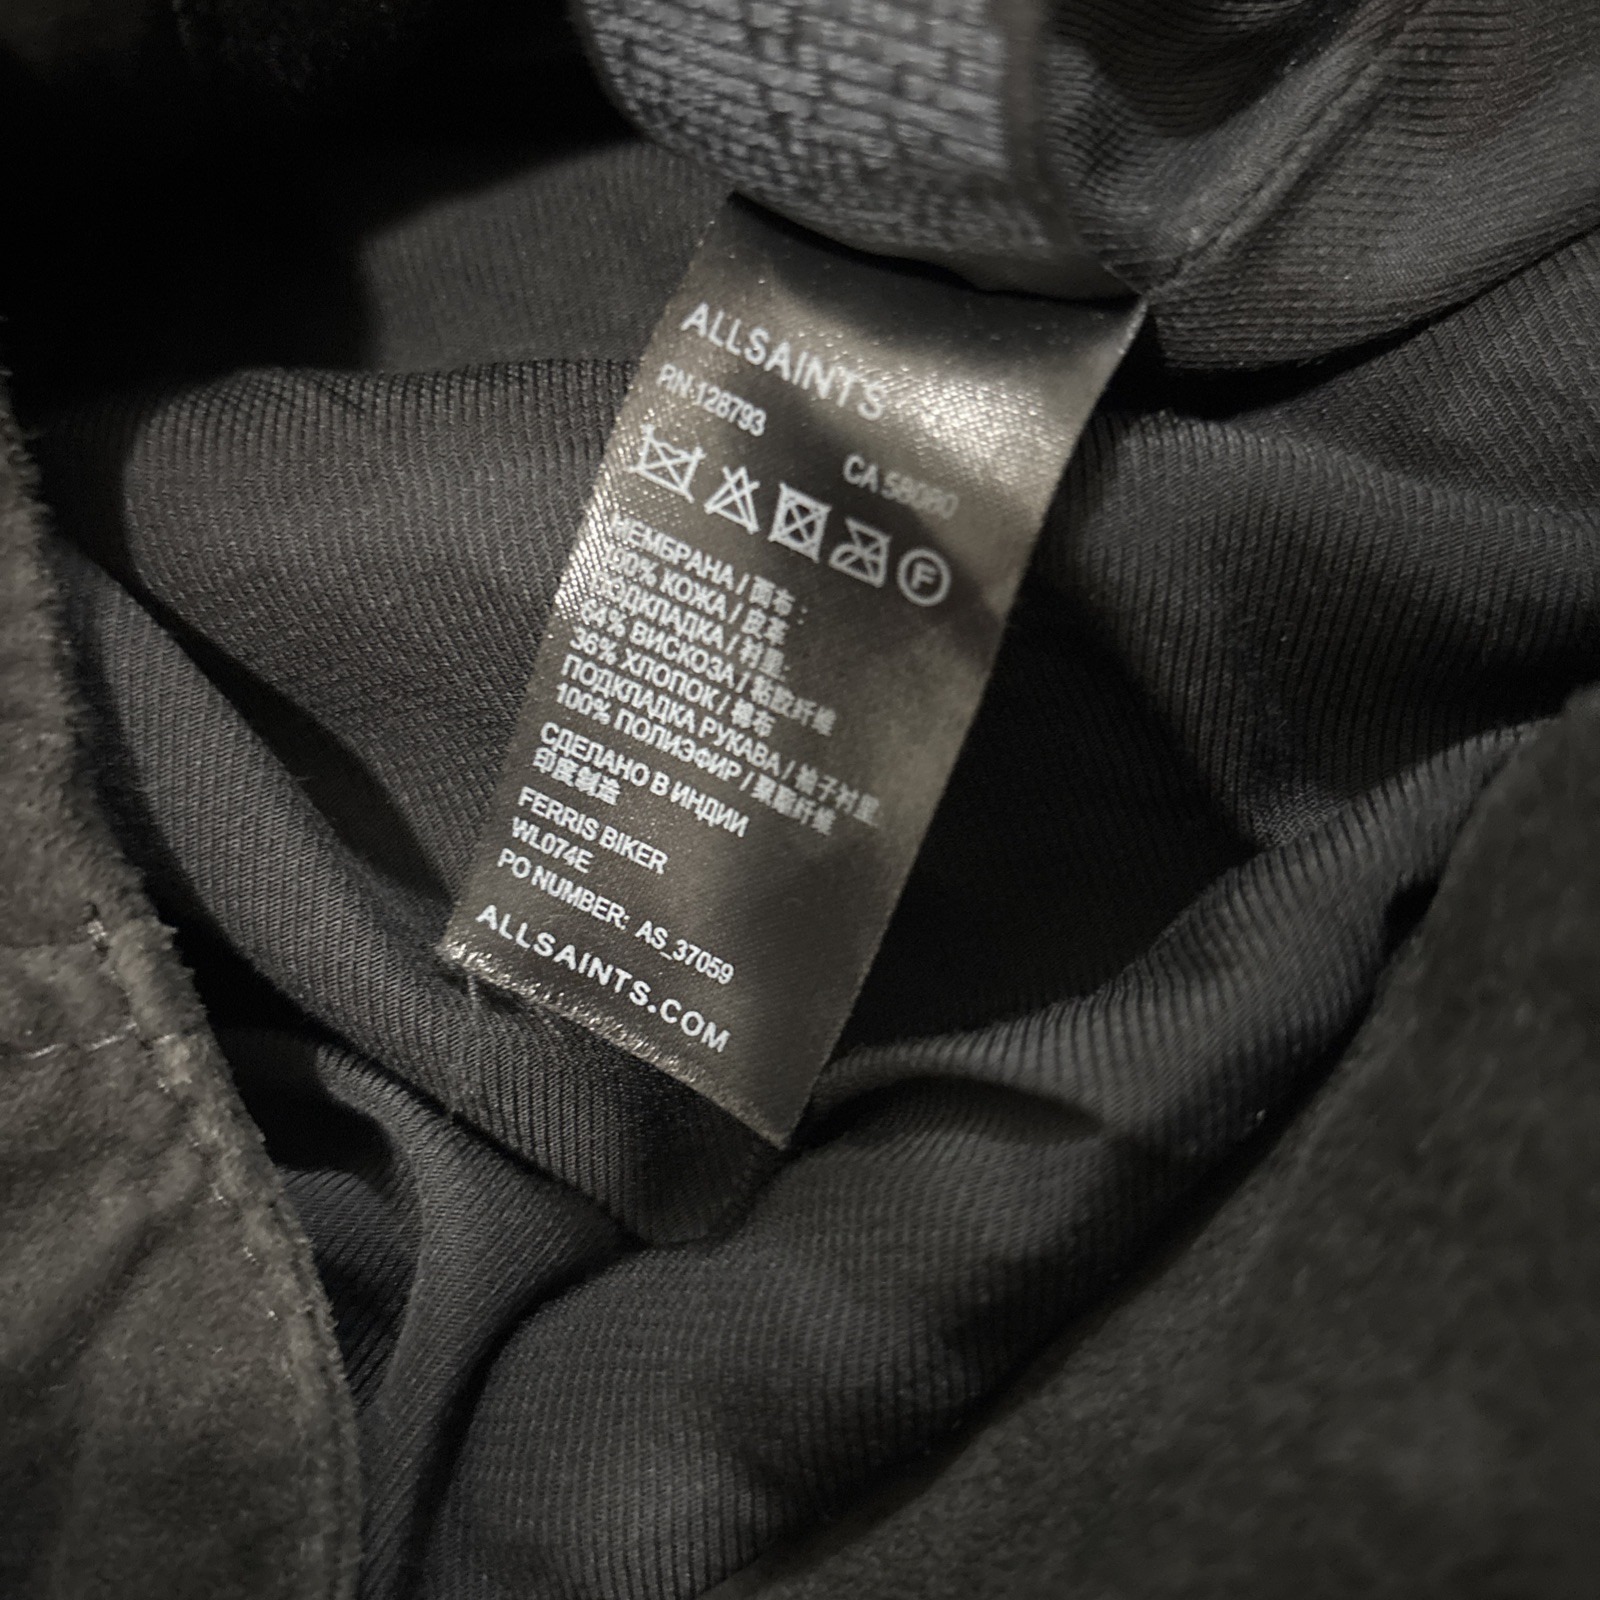 ALLSAINTS
RN-128793
CA 58080
F
МЕМБРАНА / 面布 :
100% КОЖА / 皮革
ПОДКЛАДКА / 衬里:
64% ВИСКОЗА / 粘胶纤维
36% ХЛОПОК / 棉布
ПОДКЛАДКА РУКАВА / 袖子衬里:
100% ПОЛИЭФИР / 聚酯纤维
СДЕЛАНО В ИНДИИ
印度制造
FERRIS BIKER
WL074E
PO NUMBER: AS_37059
ALLSAINTS.COM